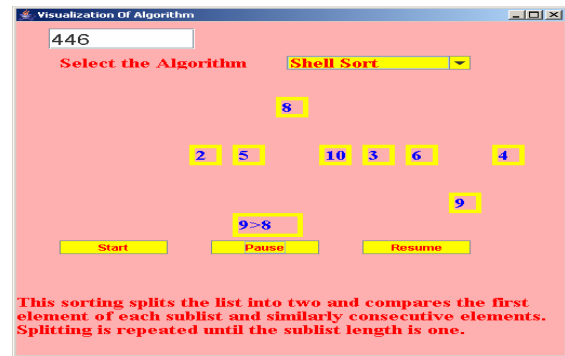 Visualization Of Algorithm
446
Select the Algorithm Shell Sort
8
2 5 10 3 6 4
9
9>8
Start Pause Resume
This sorting splits the list into two and compares the first
element of each sublist and similarly consecutive elements.
Splitting is repeated until the sublist length is one.